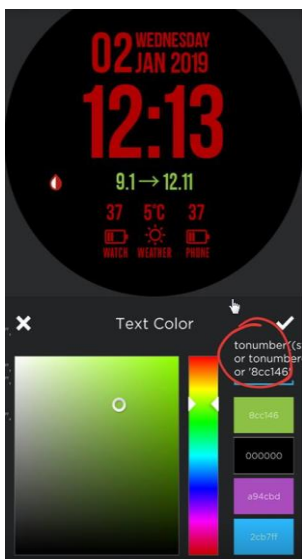 02 WEDNESDAY
JAN 2019
12:13
9.1→12.11
37 5°C 37
WATCH WEATHER PHONE
Text Color
tonumber((s
or tonumber(
or '8cc146'
8cc146
000000
a94cbd
2cb7ff